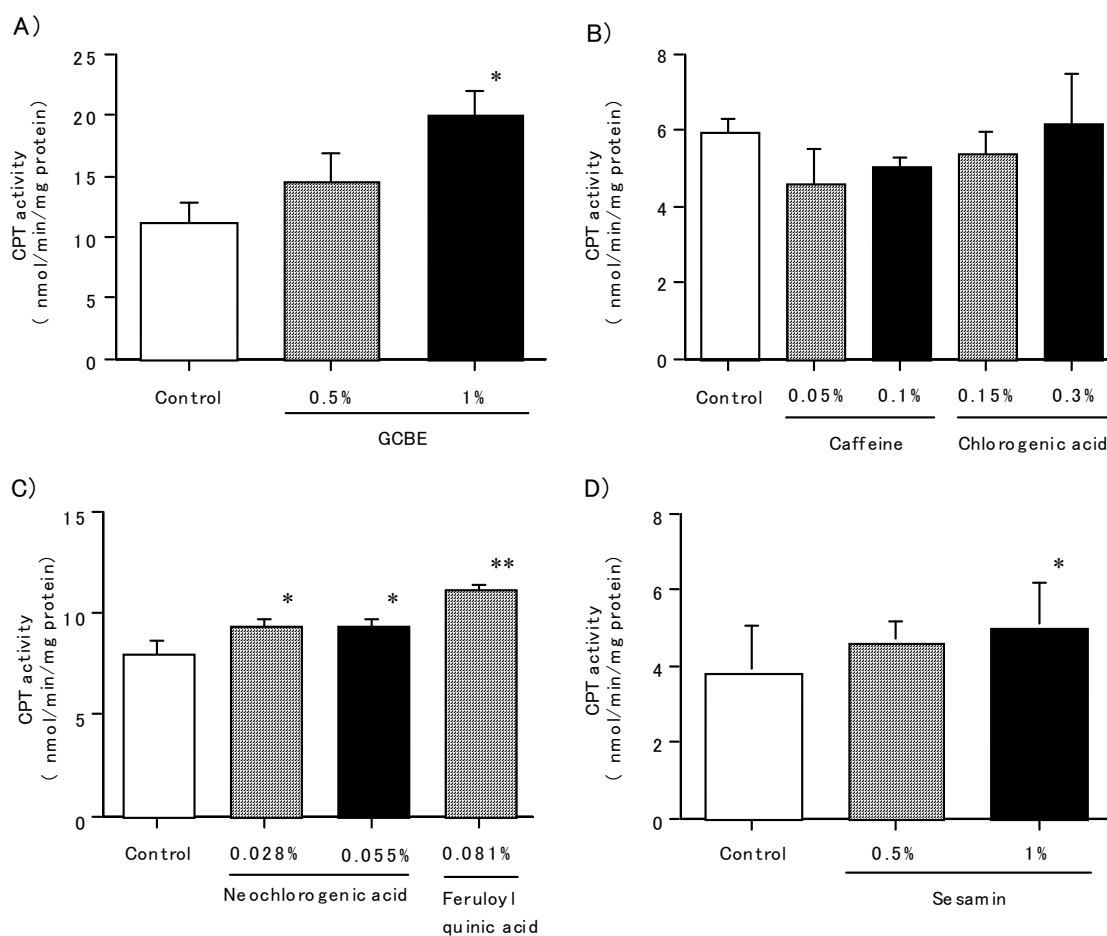 A)
CPT activity
( nmol/min/mg protein)
25
20
15
10
5
0
*
Control 0.5% 1%
GCBE
B)
CPT activity
( nmol/min/mg protein)
8
6
4
2
0
Control 0.05% 0.1% 0.15% 0.3%
Caffeine Chlorogenic acid
C)
CPT activity
( nmol/min/mg protein)
15
10
5
0
* * **
Control 0.028% 0.055% 0.081%
Neochlorogenic acid Feruloyl
quinic acid
D)
CPT activity
( nmol/min/mg protein)
8
6
4
2
0
*
Control 0.5% 1%
Sesamin